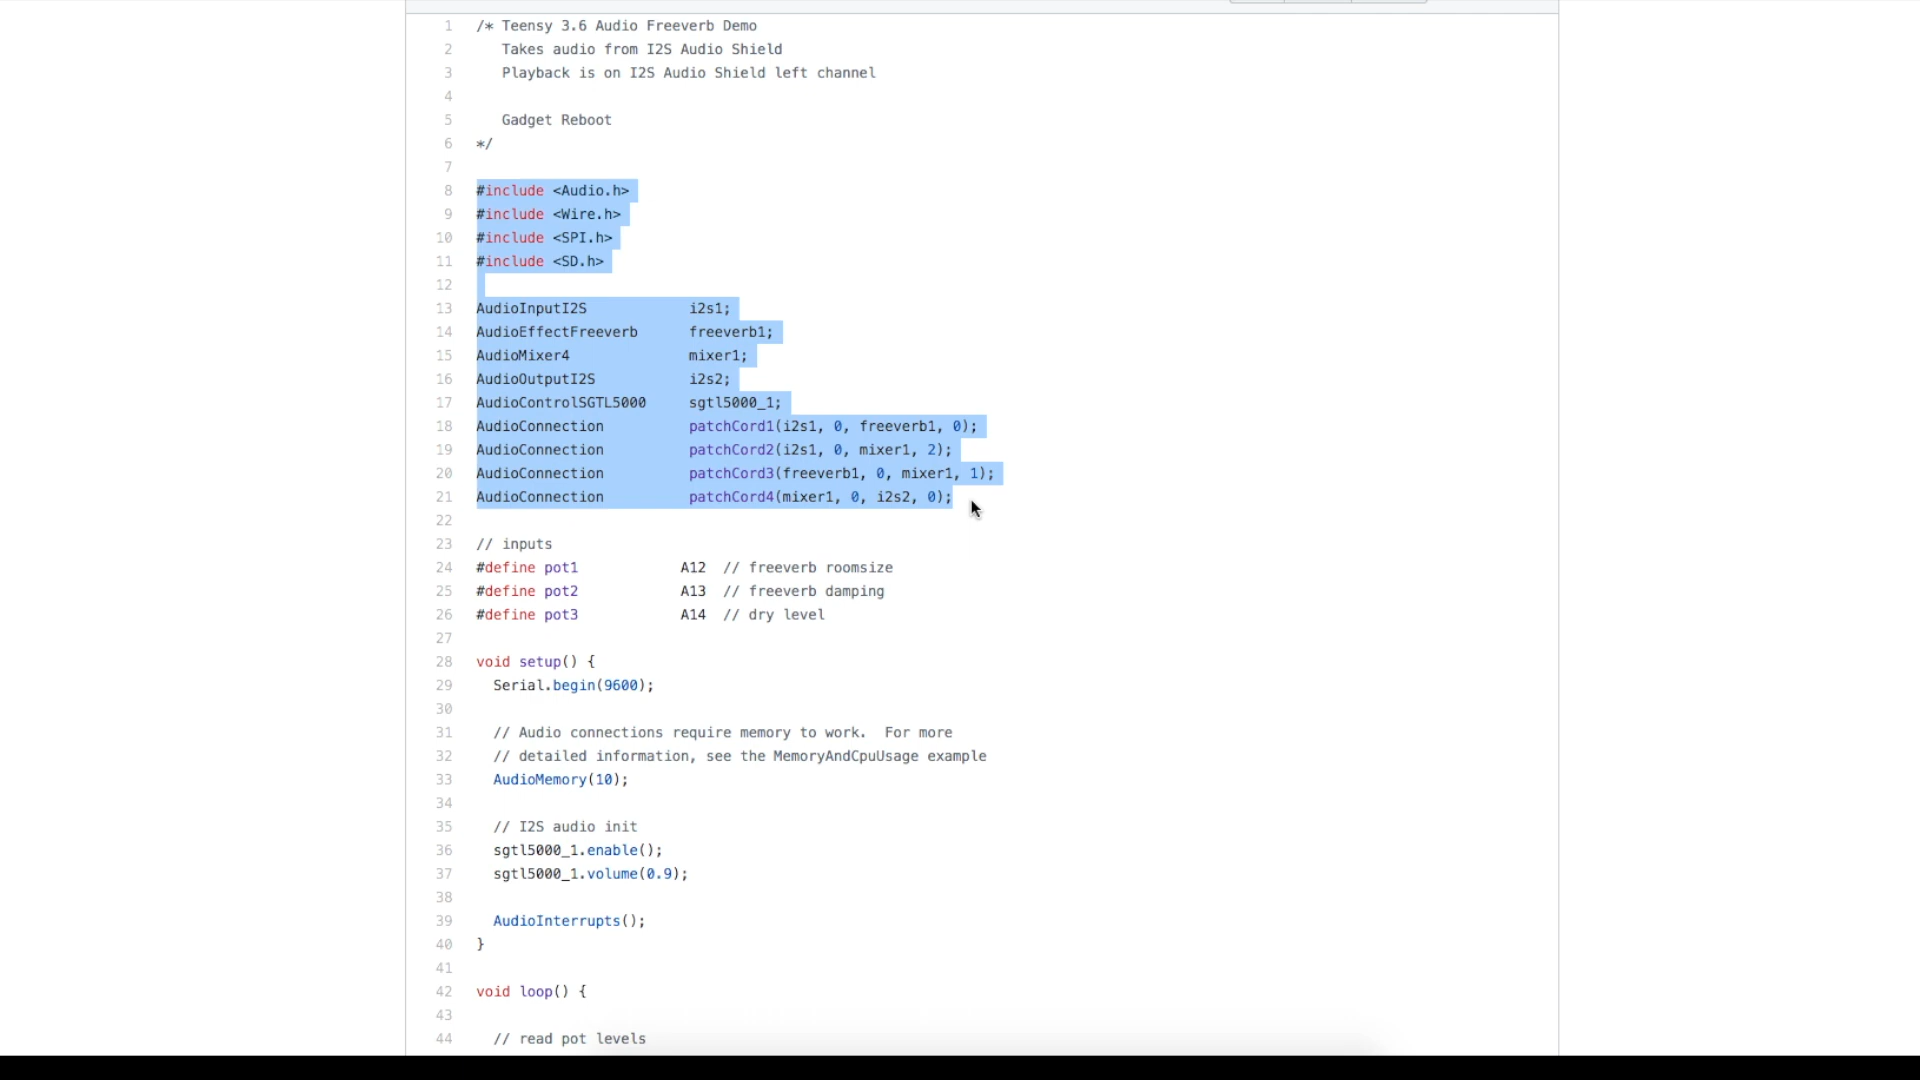 1 /* Teensy 3.6 Audio Freeverb Demo
2 Takes audio from I2S Audio Shield
3 Playback is on I2S Audio Shield left channel
4
5 Gadget Reboot
6 */
7
8 #include <Audio.h>
9 #include <Wire.h>
10 #include <SPI.h>
11 #include <SD.h>
12
13 AudioInputI2S i2s1;
14 AudioEffectFreeverb freeverb1;
15 AudioMixer4 mixer1;
16 AudioOutputI2S i2s2;
17 AudioControlSGTL5000 sgtl5000_1;
18 AudioConnection patchCord1(i2s1, 0, freeverb1, 0);
19 AudioConnection patchCord2(i2s1, 0, mixer1, 2);
20 AudioConnection patchCord3(freeverb1, 0, mixer1, 1);
21 AudioConnection patchCord4(mixer1, 0, i2s2, 0);
22
23 // inputs
24 #define pot1 A12 // freeverb roomsize
25 #define pot2 A13 // freeverb damping
26 #define pot3 A14 // dry level
27
28 void setup() {
29 Serial.begin(9600);
30
31 // Audio connections require memory to work. For more
32 // detailed information, see the MemoryAndCpuUsage example
33 AudioMemory(10);
34
35 // I2S audio init
36 sgtl5000_1.enable();
37 sgtl5000_1.volume(0.9);
38
39 AudioInterrupts();
40 }
41
42 void loop() {
43
44 // read pot levels